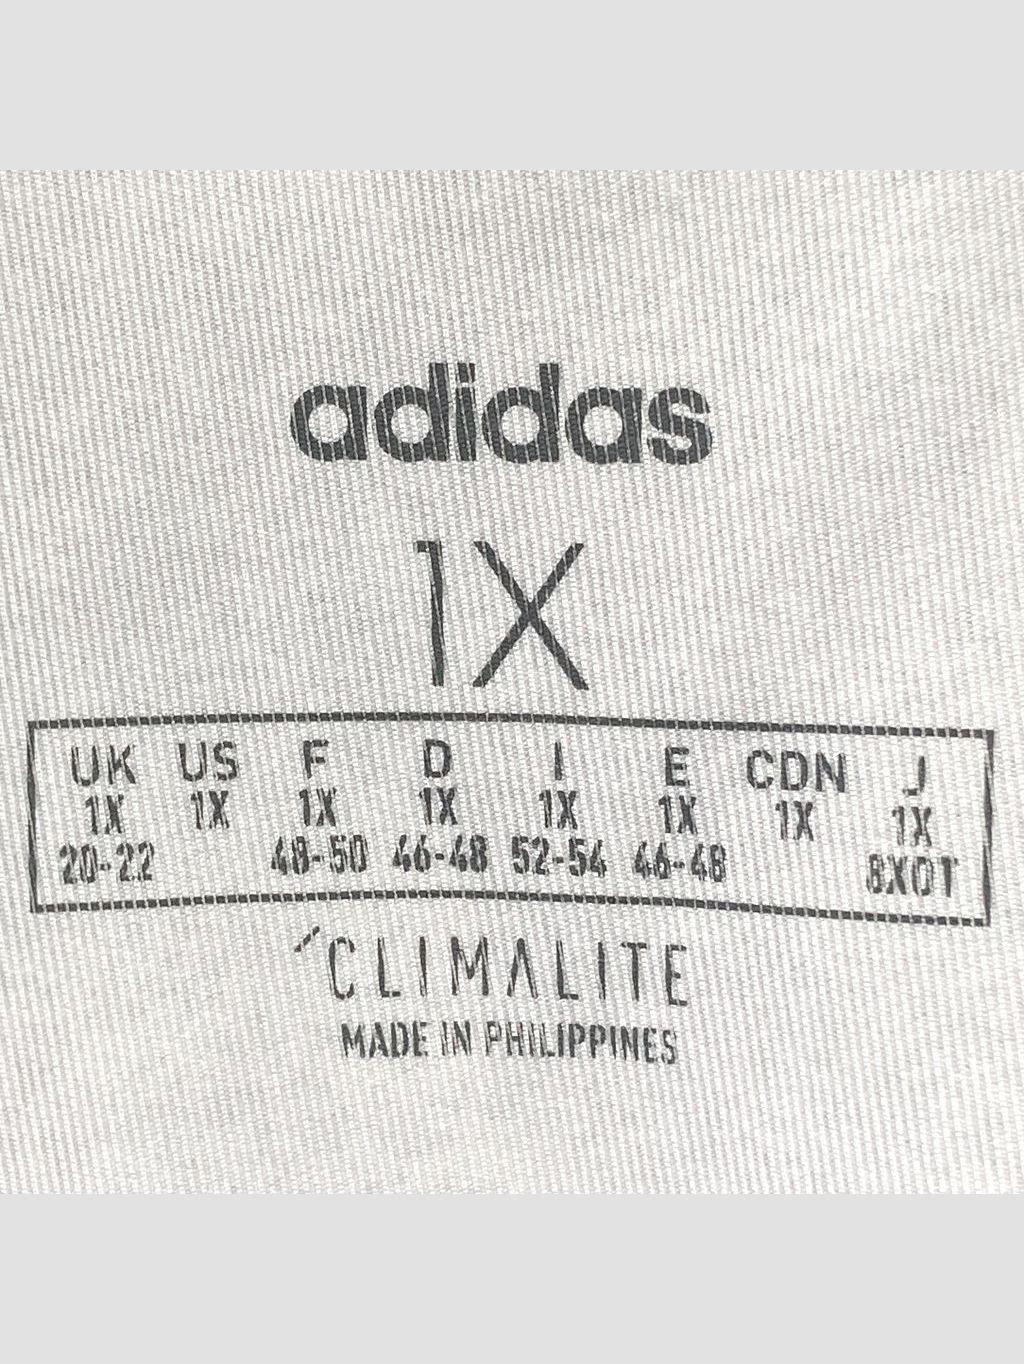 adidas
1X
UK US F D I E CDN J
1X 1X 1X 1X 1X 1X 1X 1X
20-22 48-50 46-48 52-54 46-48 8XOT
CLIMALITE
MADE IN PHILIPPINES